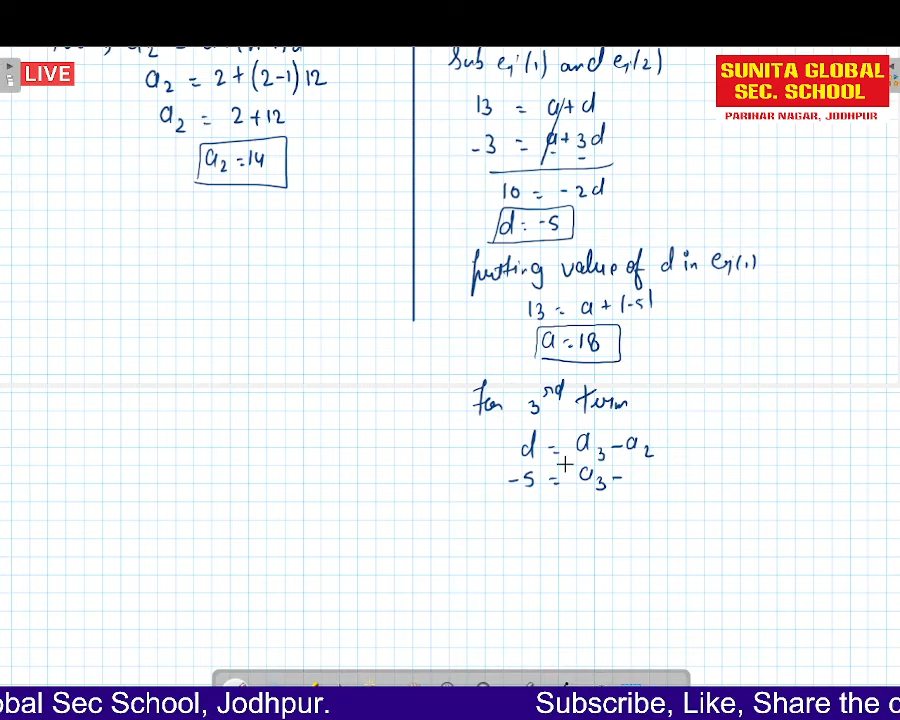 LIVE
a₂ = 2+(2-1)12
a₂ = 2+12
a₂ = 14
Sub eq(1) and eq(2)
13 = a+d
-3 = a+3d
- -
10 = -2d
d = -5
putting value of d in eq(1)
13 = a + (-5)
a = 18
For 3rd term
d = a₃-a₂
-5 = a₃-
SUNITA GLOBAL
SEC. SCHOOL
PARIHAR NAGAR, JODHPUR
obal Sec School, Jodhpur. Subscribe, Like, Share the c